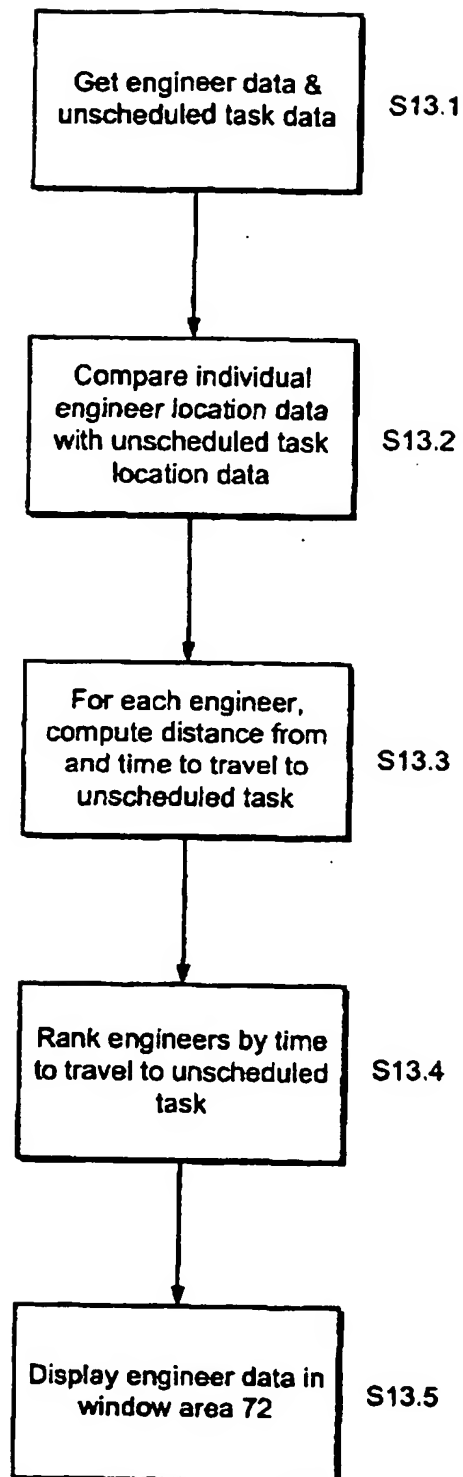 Get engineer data &
unscheduled task data
S13.1
Compare individual
engineer location data
with unscheduled task
location data
S13.2
For each engineer,
compute distance from
and time to travel to
unscheduled task
S13.3
Rank engineers by time
to travel to unscheduled
task
S13.4
Display engineer data in
window area 72
S13.5